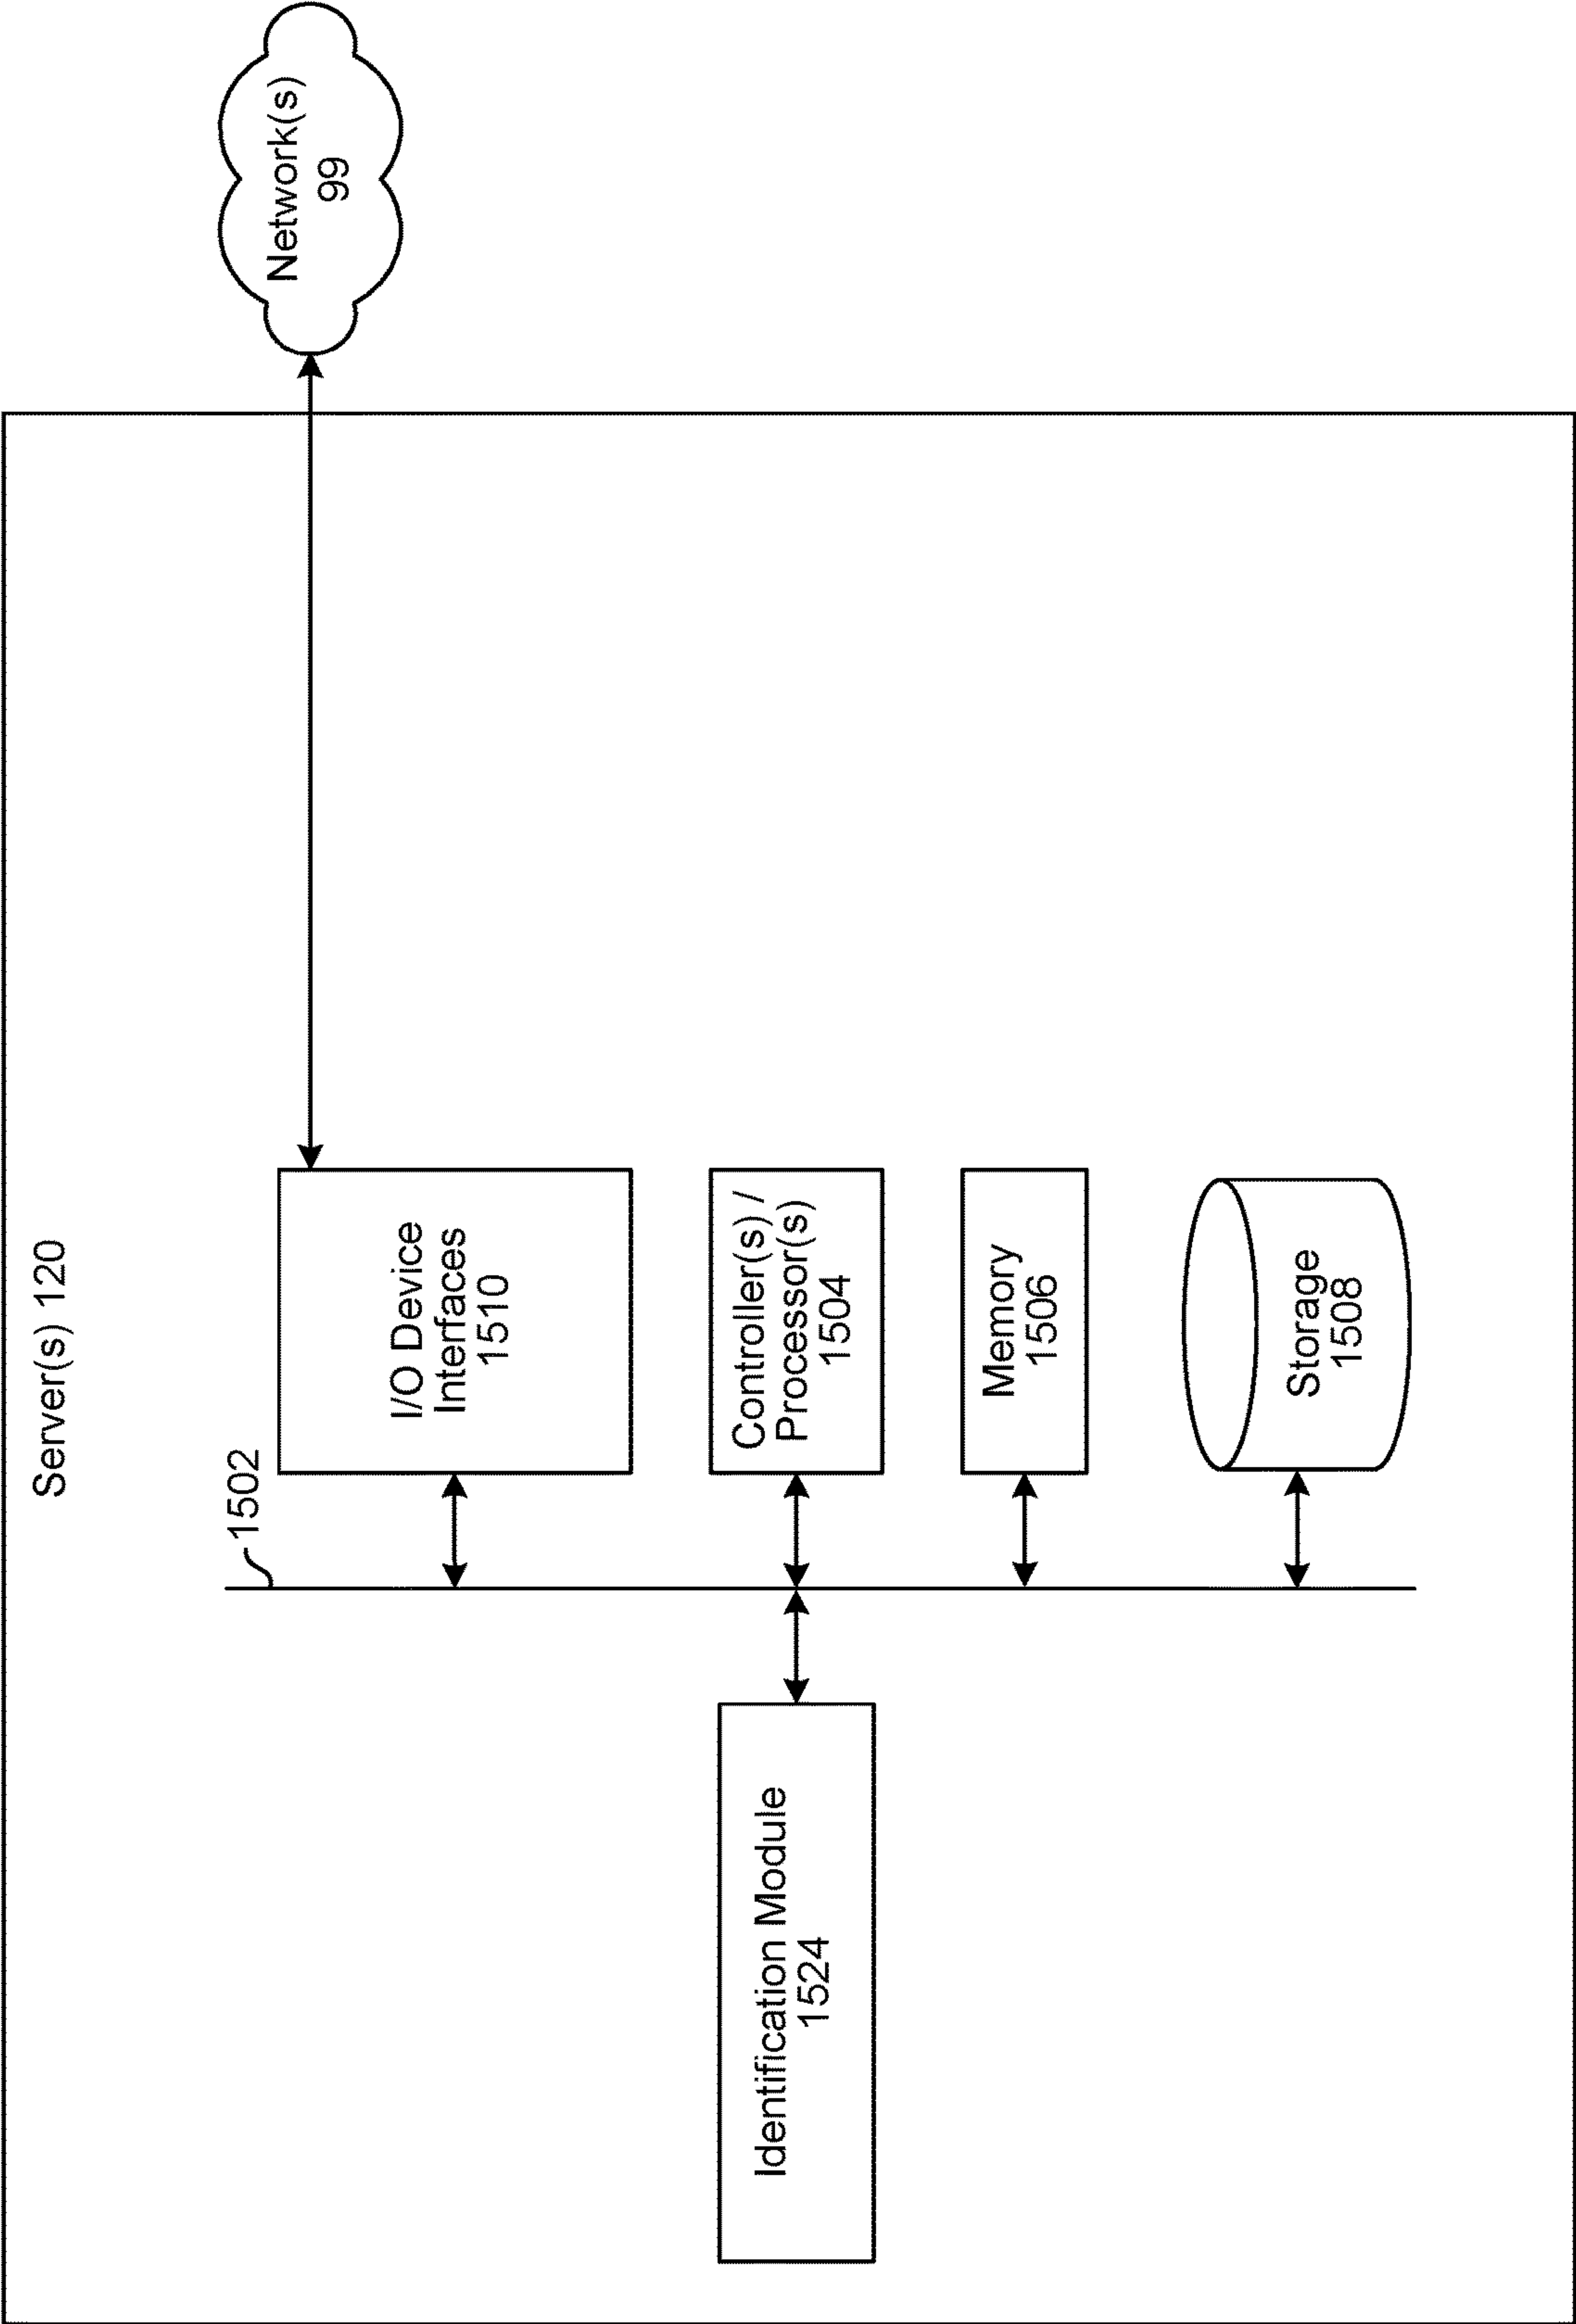 Server(s) 120
Network(s)
99
1502
I/O Device
Interfaces
1510
Identification Module
1524
Controller(s) /
Processor(s)
1504
Memory
1506
Storage
1508